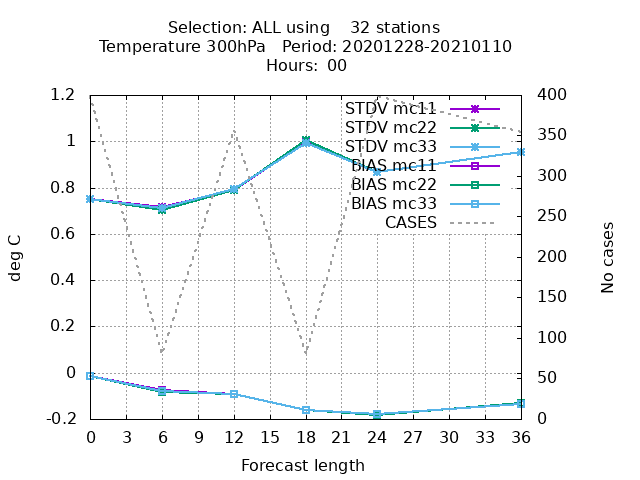 Selection: ALL using    32 stations
Temperature 300hPa   Period: 20201228-20210110
Hours: 00
1.2
1
0.8
0.6
0.4
0.2
0
-0.2
deg C
STDV mc11
STDV mc22
STDV mc33
BIAS mc11
BIAS mc22
BIAS mc33
CASES
400
350
300
250
200
150
100
50
0
No cases
0 3 6 9 12 15 18 21 24 27 30 33 36
Forecast length